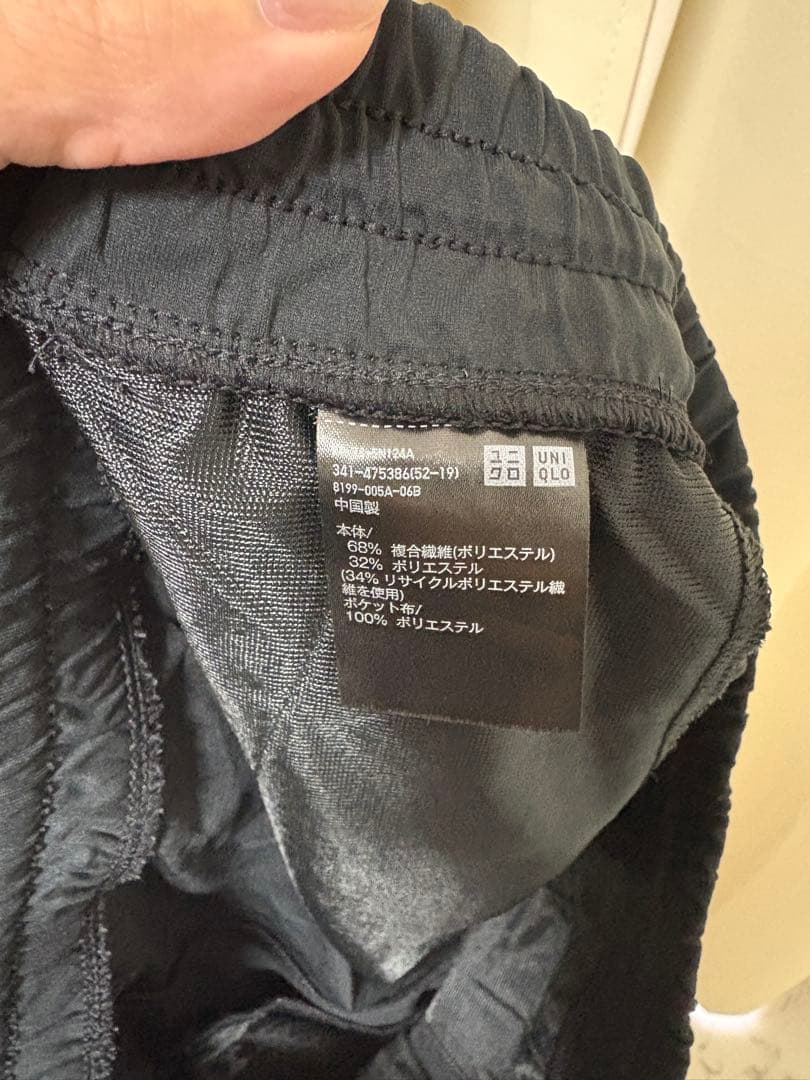 341-475386(52-19)
8199-005A-06B
中国製
ユニ
クロ
UNI
QLO
本体/
68% 複合繊維(ポリエステル)
32% ポリエステル
(34% リサイクルポリエステル繊
維を使用)
ポケット布/
100% ポリエステル